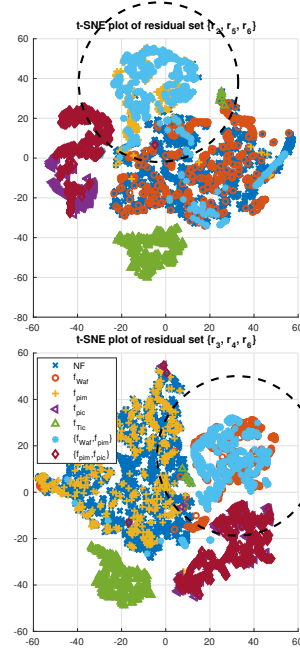 t-SNE plot of residual set {r2, r5, r6}
60
40
20
0
-20
-40
-60
-80
-60 -40 -20 0 20 40 60
t-SNE plot of residual set {r3, r4, r6}
60
40
20
0
-20
-40
-60
NF
fWaf
fpim
fpic
fTic
{fWaf,fpim}
{fpim,fpic}
-60 -40 -20 0 20 40 60